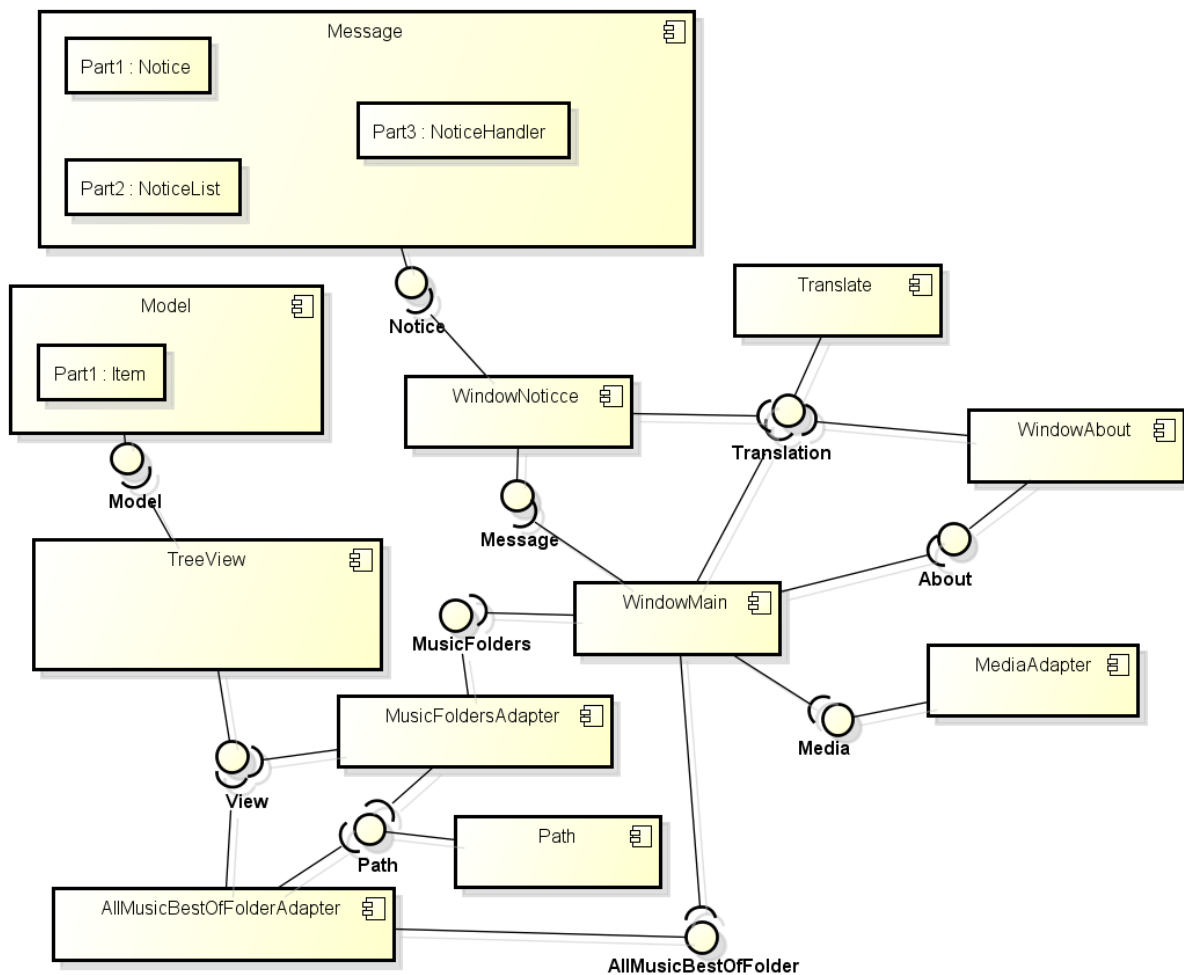 Message
Part1 : Notice
Part3 : NoticeHandler
Part2 : NoticeList
Translate
Model
Notice
Part1 : Item
WindowNoticce
WindowAbout
Translation
Model
Message
TreeView
About
WindowMain
MusicFolders
MediaAdapter
MusicFoldersAdapter
Media
View
Path
Path
AllMusicBestOfFolderAdapter
AllMusicBestOfFolder